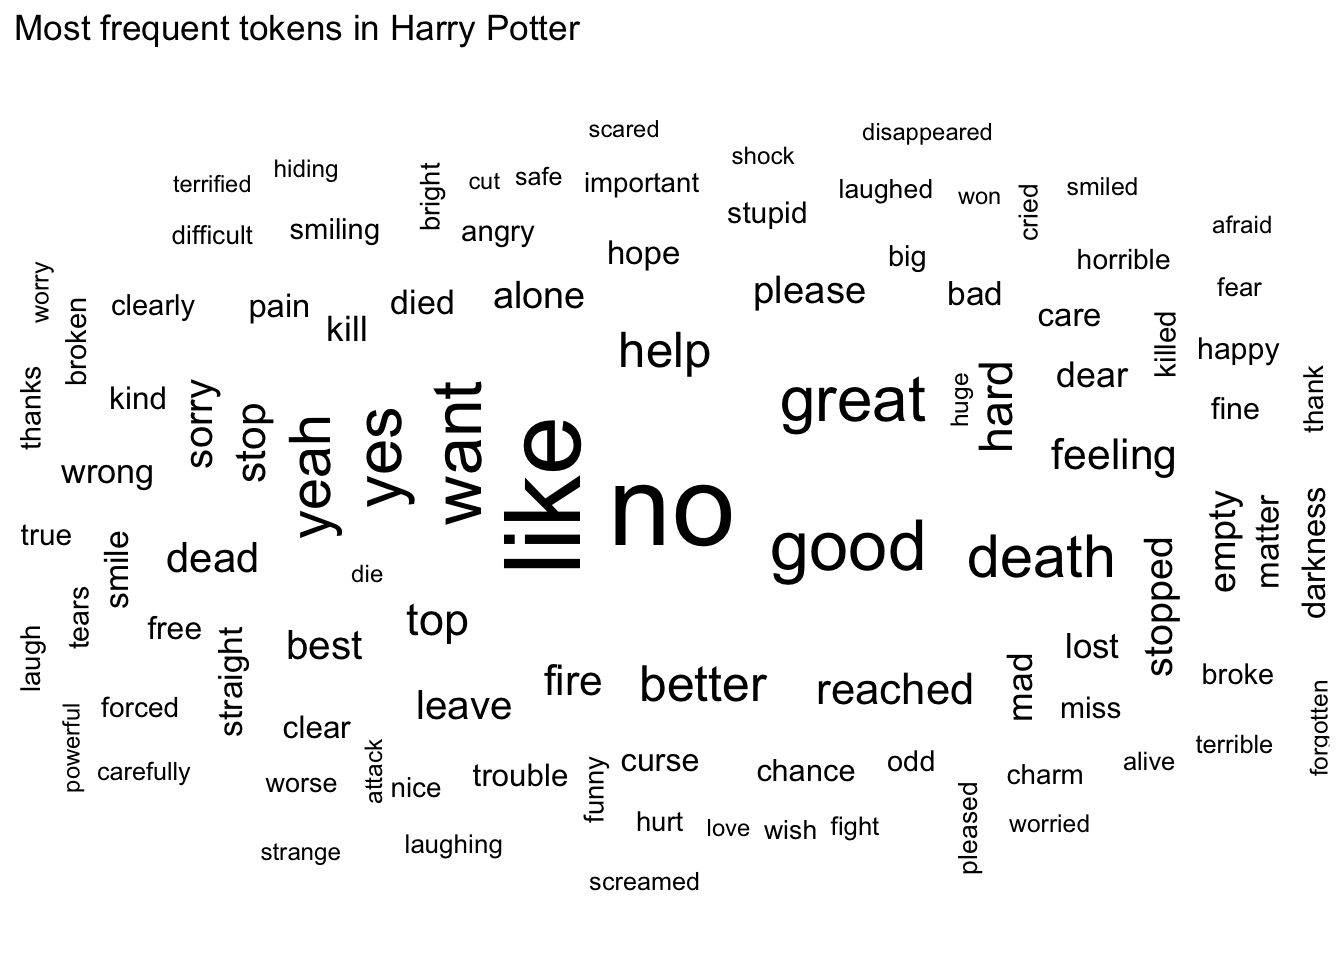 Most frequent tokens in Harry Potter
scared
disappeared
shock
hiding
terrified
bright
cut
safe
important
laughed
won
cried
smiled
stupid
difficult
smiling
angry
afraid
hope
big
horrible
worry
clearly
broken
pain
died
alone
please
bad
fear
kill
care
killed
help
happy
thanks
kind
sorry
stop
yeah
yes
want
like
great
huge
hard
dear
fine
thank
wrong
feeling
no
true
smile
dead
die
good
death
stopped
empty
matter
darkness
tears
free
straight
best
top
lost
laugh
fire
better
reached
mad
broke
forgotten
powerful
forced
clear
leave
miss
carefully
worse
attack
nice
trouble
funny
curse
chance
odd
charm
alive
terrible
hurt
love
wish
fight
pleased
worried
strange
laughing
screamed